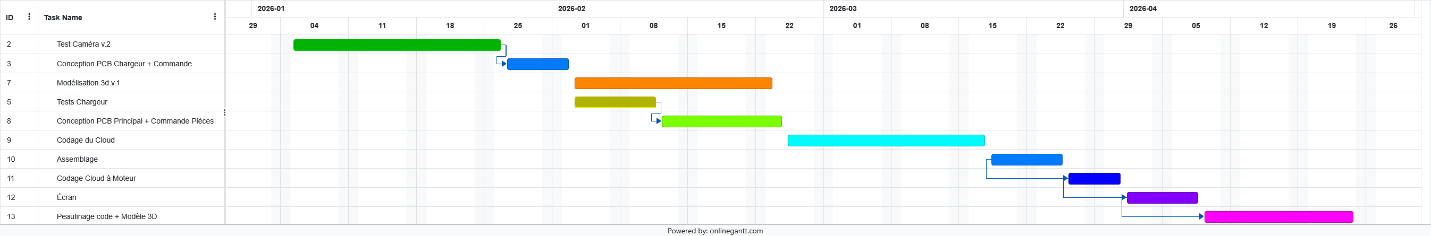 2026-01 2026-02 2026-03 2026-04
ID Task Name 29 04 11 18 25 01 08 15 22 01 08 15 22 29 05 12 19 26
2 Test Caméra v.2
3 Conception PCB Chargeur + Commande
7 Modélisation 3d v.1
5 Tests Chargeur
8 Conception PCB Principal + Commande Pièces
9 Codage du Cloud
10 Assemblage
11 Codage Cloud à Moteur
12 Écran
13 Peaufinage code + Modèle 3D
Powered by: onlinegantt.com